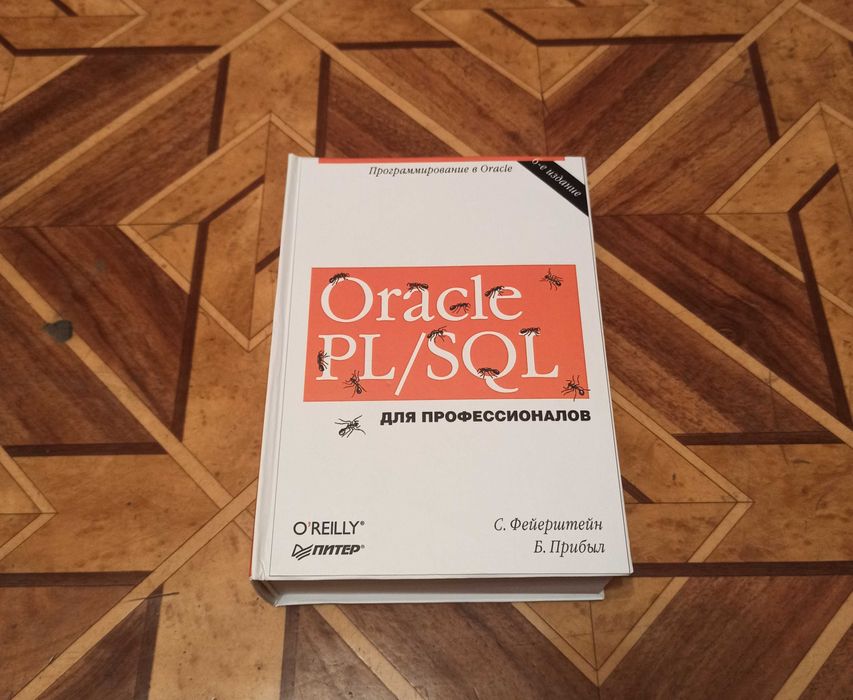 Программирование в Oracle
6-е издание
Oracle
PL/SQL
ДЛЯ ПРОФЕССИОНАЛОВ
O'REILLY®
ПИТЕР®
С. Фейерштейн
Б. Прибыл